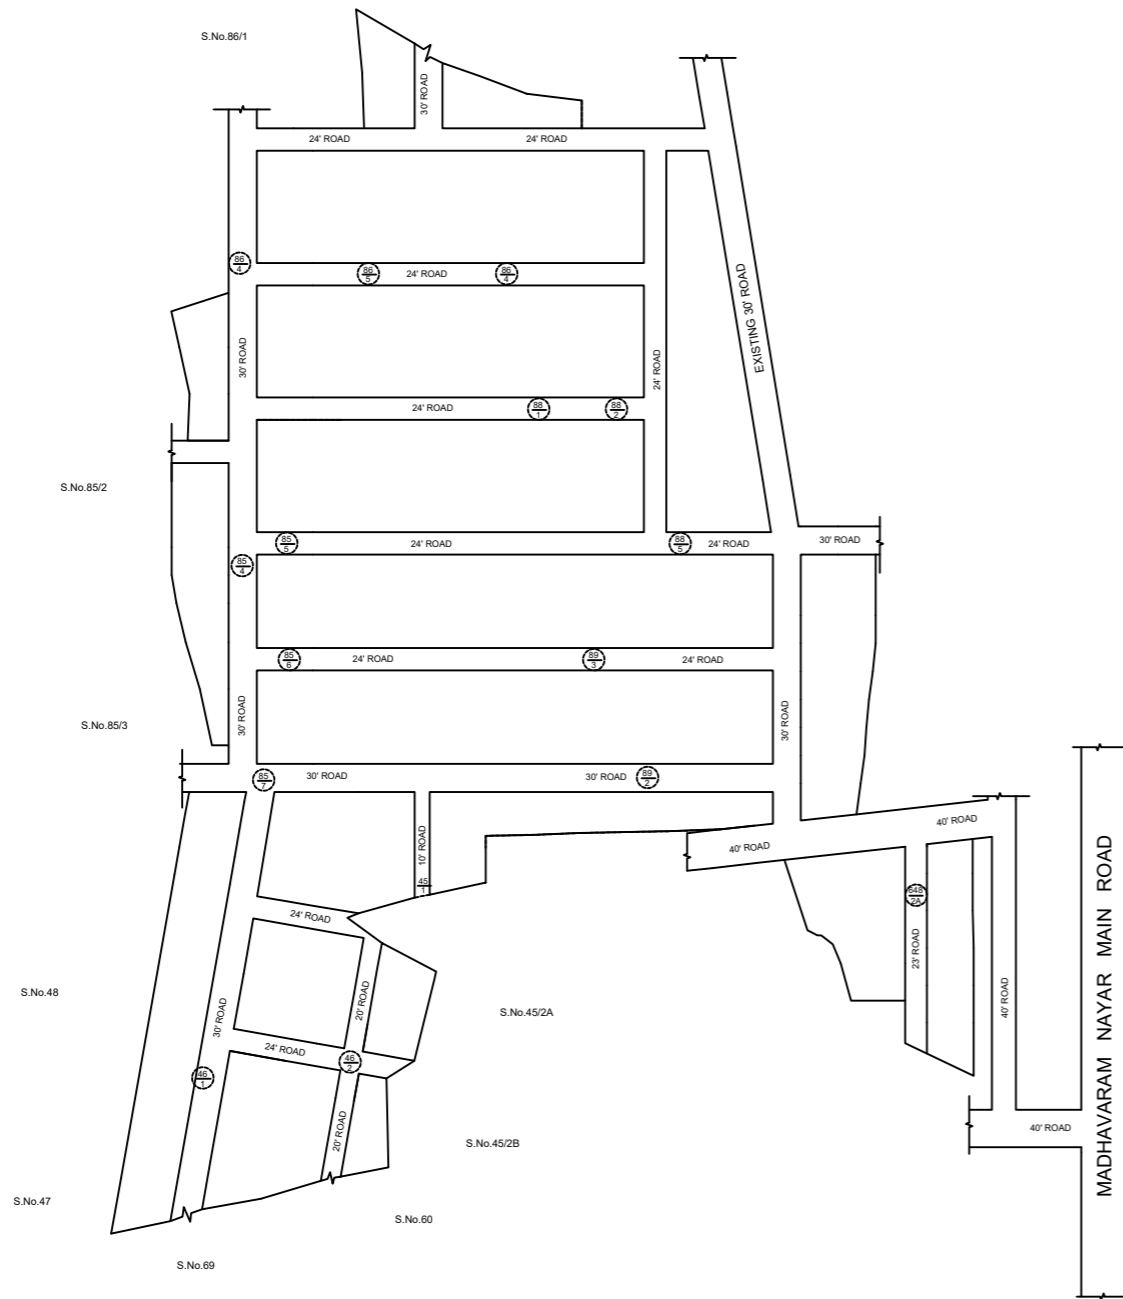 S.No.86/1
30' ROAD
24' ROAD
24' ROAD
86
4
86
5
24' ROAD
86
4
EXISTING 30' ROAD
30' ROAD
24' ROAD
24' ROAD
88
1
88
2
S.No.85/2
85
5
24' ROAD
88
5
24' ROAD
30' ROAD
85
4
85
6
24' ROAD
89
3
24' ROAD
S.No.85/3
30' ROAD
30' ROAD
85
7
30' ROAD
30' ROAD
89
2
40' ROAD
40' ROAD
10' ROAD
45
1
648
2A
24' ROAD
23' ROAD
S.No.48
20' ROAD
S.No.45/2A
40' ROAD
30' ROAD
24' ROAD
46
2
46
1
MADHAVARAM NAYAR MAIN ROAD
40' ROAD
20' ROAD
S.No.45/2B
S.No.47
S.No.60
S.No.69